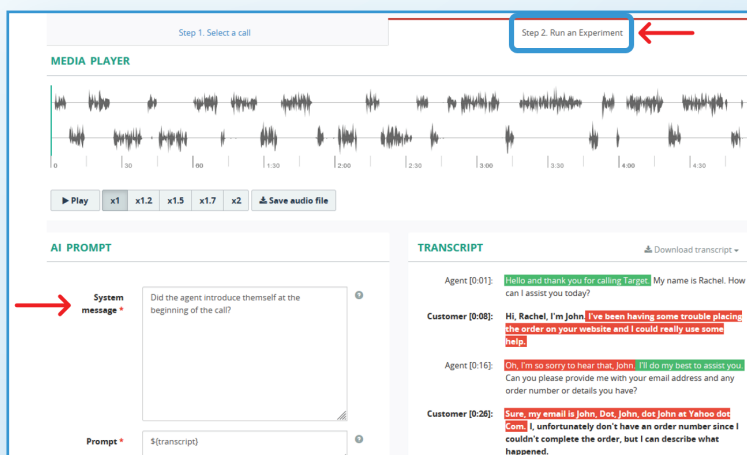 Step 1. Select a call
Step 2. Run an Experiment
MEDIA PLAYER
0
30
1:30
2:00
2:30
3:00
3:30
4:00
4:30
Play
x1
x1.2
x1.5
x1.7
x2
Save audio file
AI PROMPT
System
message *
Did the agent introduce themself at the
beginning of the call?
Prompt *
${transcript}
TRANSCRIPT
Download transcript
Agent [0:01]:
Hello and thank you for calling Target. My name is Rachel. How
can I assist you today?
Customer [0:08]:
Hi, Rachel, I'm John. I've been having some trouble placing
the order on your website and I could really use some
help.
Agent [0:16]:
Oh, I'm so sorry to hear that, John. I'll do my best to assist you.
Can you please provide me with your email address and any
order number or details you have?
Customer [0:26]:
Sure, my email is John, Dot, John, dot John at Yahoo dot
Com. I, unfortunately don't have an order number since I
couldn't complete the order, but I can describe what
happened.